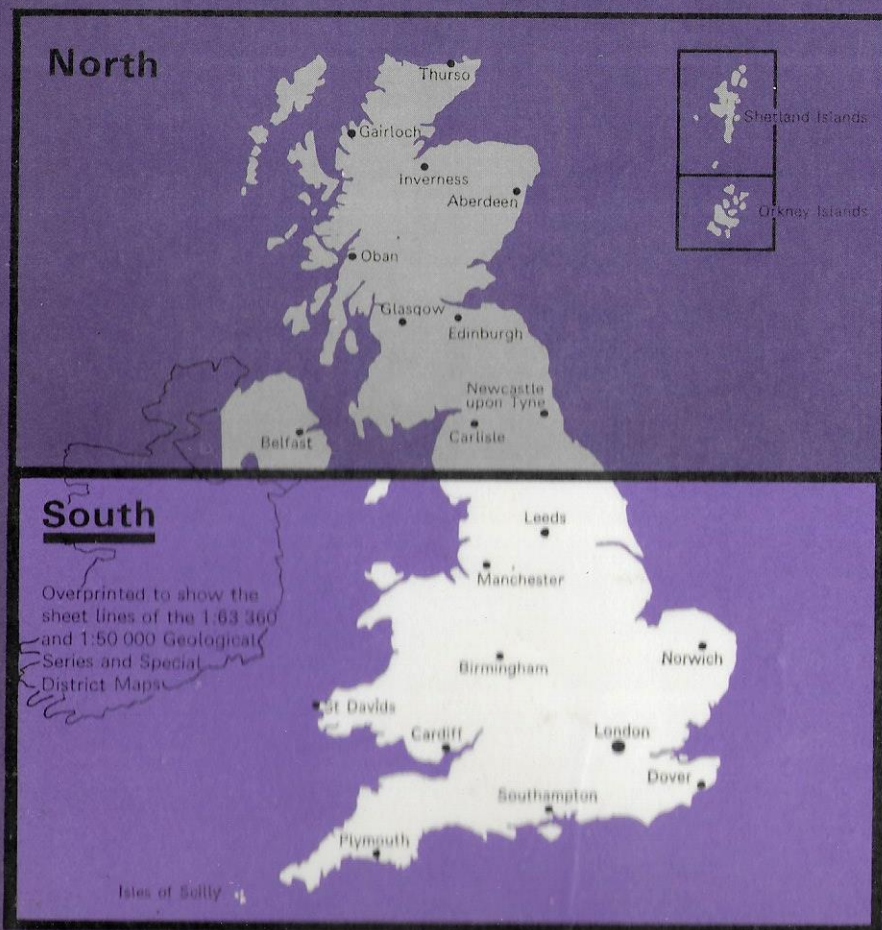 North
Thurso
Gairloch
Inverness
Aberdeen
Shetland Islands
Orkney Islands
Oban
Glasgow
Edinburgh
Newcastle
upon Tyne
Carlisle
Belfast
South
Overprinted to show the
sheet lines of the 1:63 360
and 1:50 000 Geological
Series and Special
District Maps
Leeds
Manchester
Birmingham
Norwich
St Davids
Cardiff
London
Dover
Southampton
Plymouth
Isles of Scilly